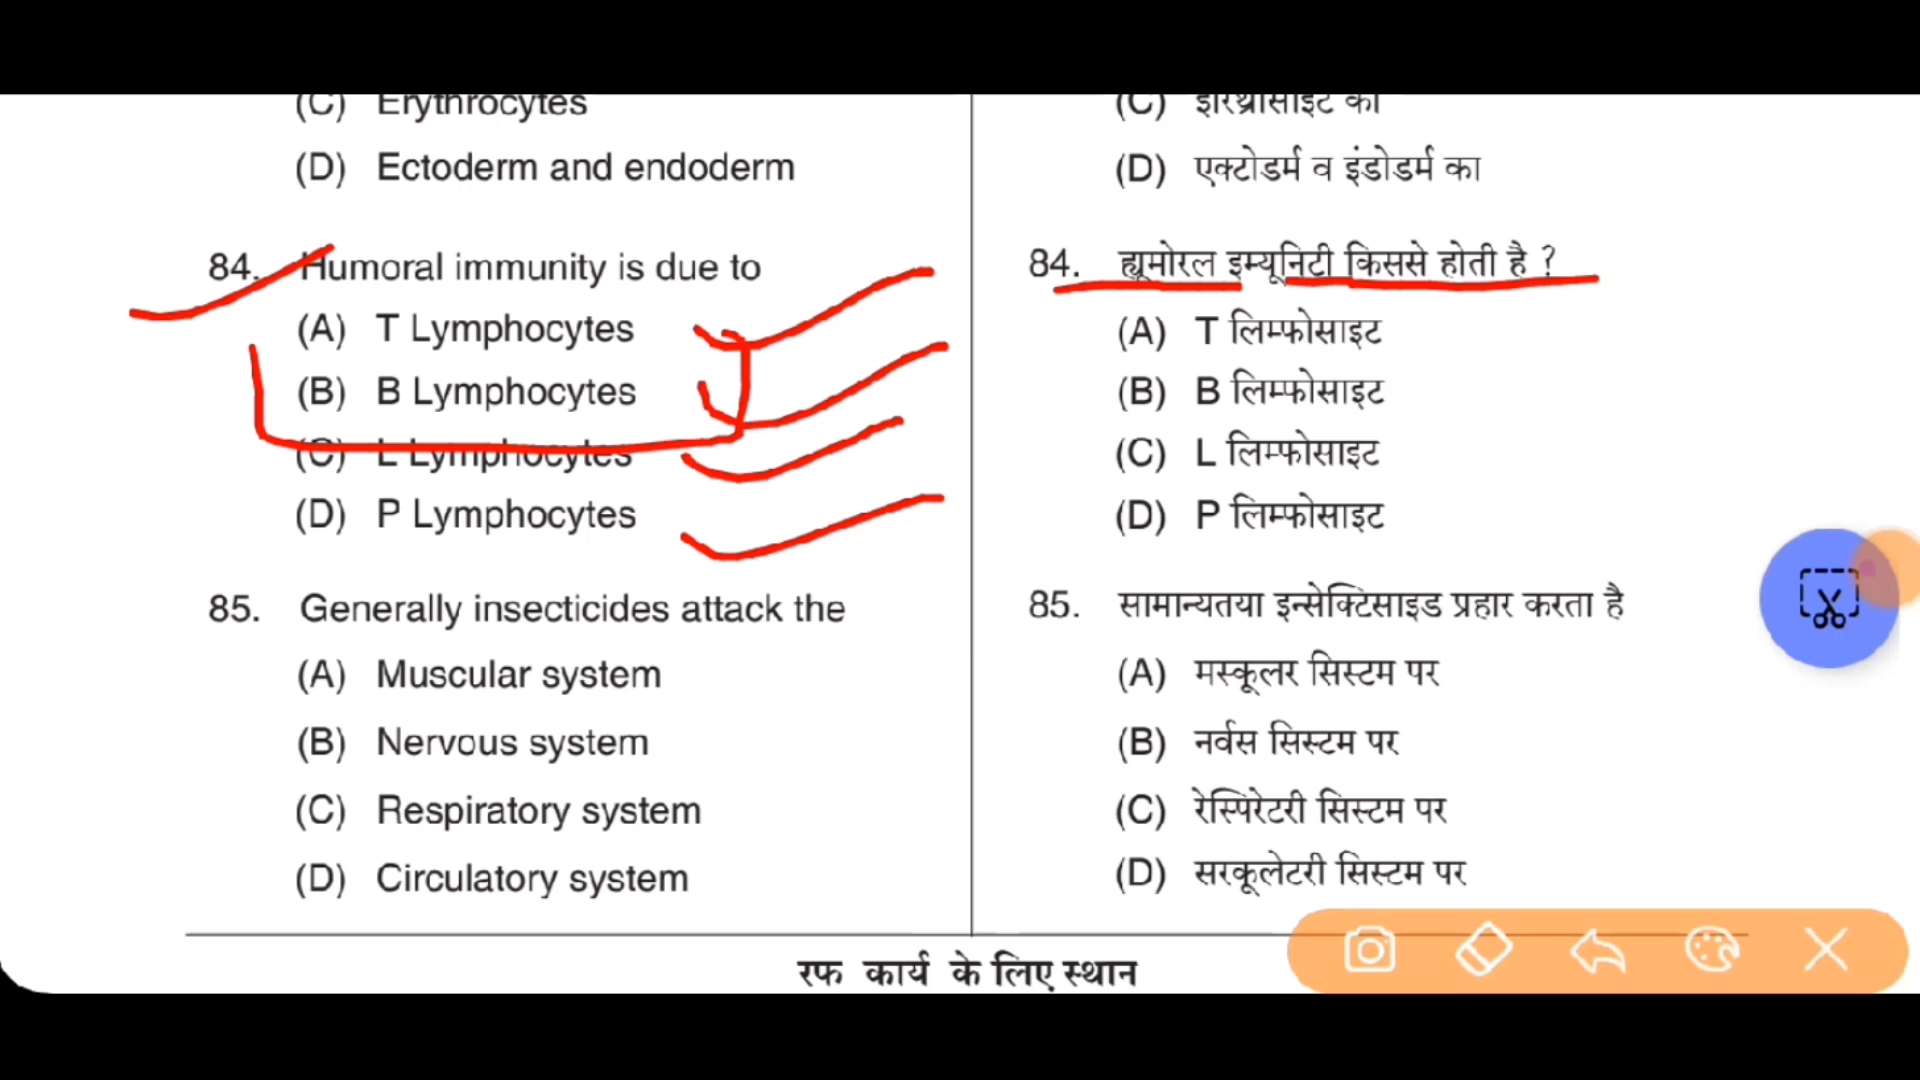 (C) Erythrocytes
(D) Ectoderm and endoderm
84. Humoral immunity is due to
(A) T Lymphocytes
(B) B Lymphocytes
(C) L Lymphocytes
(D) P Lymphocytes
85. Generally insecticides attack the
(A) Muscular system
(B) Nervous system
(C) Respiratory system
(D) Circulatory system
(C) इरिथ्रोसाइट का
(D) एक्टोडर्म व इंडोडर्म का
84. ह्यूमोरल इम्यूनिटी किससे होती है ?
(A) T लिम्फोसाइट
(B) B लिम्फोसाइट
(C) L लिम्फोसाइट
(D) P लिम्फोसाइट
85. सामान्यतया इन्सेक्टिसाइड प्रहार करता है
(A) मस्कूलर सिस्टम पर
(B) नर्वस सिस्टम पर
(C) रेस्पिरेटरी सिस्टम पर
(D) सरकूलेटरी सिस्टम पर
रफ कार्य के लिए स्थान